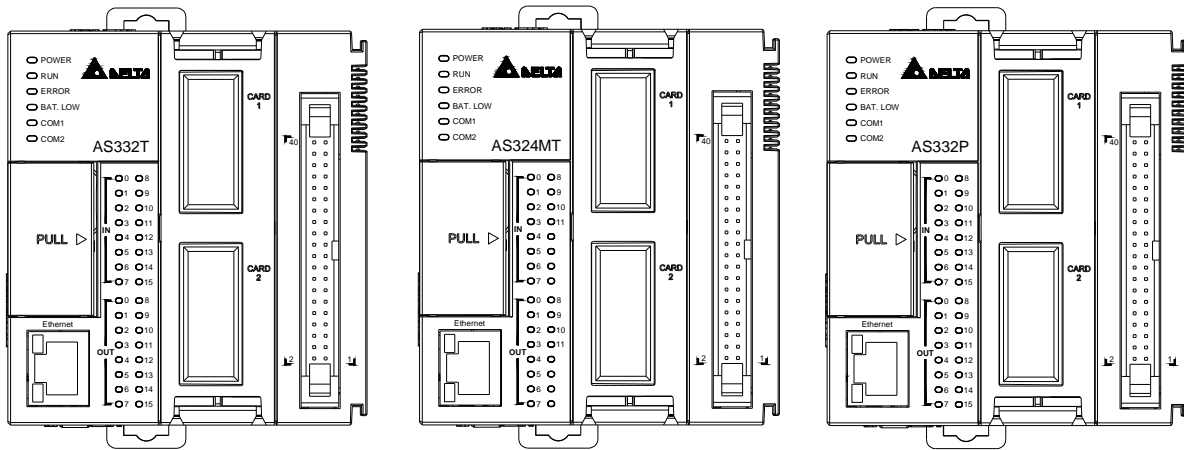 POWER
RUN
ERROR
BAT. LOW
COM1
COM2
DELTA
AS332T
CARD
1
40
PULL
IN
0 8
1 9
2 10
3 11
4 12
5 13
6 14
7 15
CARD
2
Ethernet
OUT
0 8
1 9
2 10
3 11
4 12
5 13
6 14
7 15
2
1
POWER
RUN
ERROR
BAT. LOW
COM1
COM2
DELTA
AS324MT
CARD
1
40
PULL
IN
0 8
1 9
2 10
3 11
4
5
6
7
CARD
2
Ethernet
OUT
0 8
1 9
2 10
3 11
4
5
6
7
2
1
POWER
RUN
ERROR
BAT. LOW
COM1
COM2
DELTA
AS332P
CARD
1
40
PULL
IN
0 8
1 9
2 10
3 11
4 12
5 13
6 14
7 15
CARD
2
Ethernet
OUT
0 8
1 9
2 10
3 11
4 12
5 13
6 14
7 15
2
1